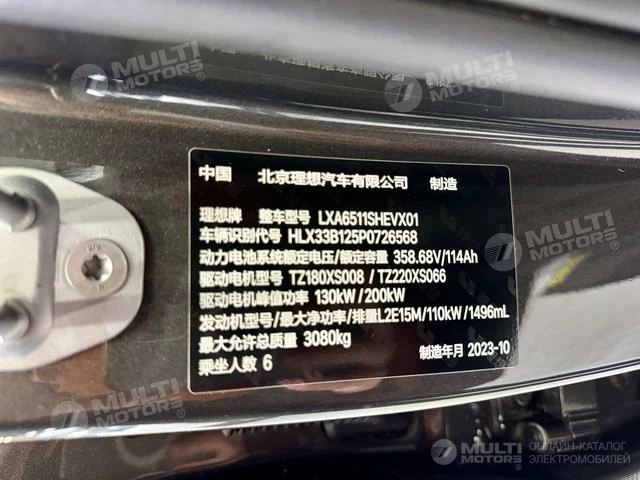 MULTI MOTORS®
MULTI MOTORS®
中国 北京理想汽车有限公司 制造
理想牌 整车型号 LXA6511SHEVX01
车辆识别代号 HLX33B125P0726568
动力电池系统额定电压/额定容量 358.68V/114Ah
驱动电机型号 TZ180XS008 / TZ220XS066
驱动电机峰值功率 130kW/200kW
发动机型号/最大净功率/排量L2E15M/110kW/1496mL
最大允许总质量 3080kg
制造年月 2023-10
乘坐人数 6
MULTI MOTORS®
MULTI MOTORS®
MULTI MOTORS®
MULTI MOTORS®
ОНЛАЙН-КАТАЛОГ
ЭЛЕКТРОМОБИЛЕЙ